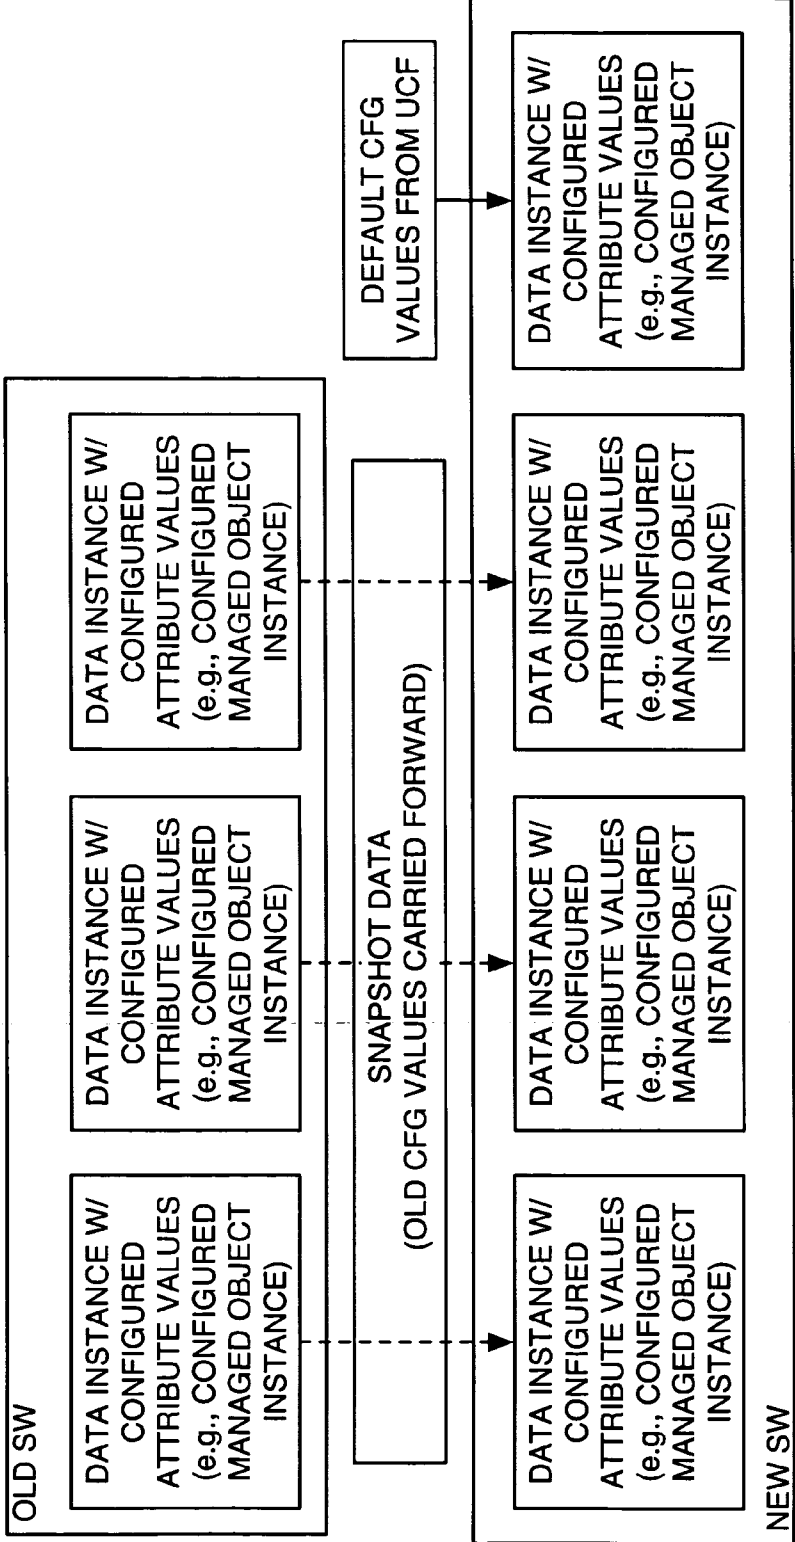 OLD SW
DATA INSTANCE W/
CONFIGURED
ATTRIBUTE VALUES
(e.g., CONFIGURED
MANAGED OBJECT
INSTANCE)
DATA INSTANCE W/
CONFIGURED
ATTRIBUTE VALUES
(e.g., CONFIGURED
MANAGED OBJECT
INSTANCE)
DATA INSTANCE W/
CONFIGURED
ATTRIBUTE VALUES
(e.g., CONFIGURED
MANAGED OBJECT
INSTANCE)
SNAPSHOT DATA
(OLD CFG VALUES CARRIED FORWARD)
DEFAULT CFG
VALUES FROM UCF
DATA INSTANCE W/
CONFIGURED
ATTRIBUTE VALUES
(e.g., CONFIGURED
MANAGED OBJECT
INSTANCE)
DATA INSTANCE W/
CONFIGURED
ATTRIBUTE VALUES
(e.g., CONFIGURED
MANAGED OBJECT
INSTANCE)
DATA INSTANCE W/
CONFIGURED
ATTRIBUTE VALUES
(e.g., CONFIGURED
MANAGED OBJECT
INSTANCE)
DATA INSTANCE W/
CONFIGURED
ATTRIBUTE VALUES
(e.g., CONFIGURED
MANAGED OBJECT
INSTANCE)
NEW SW